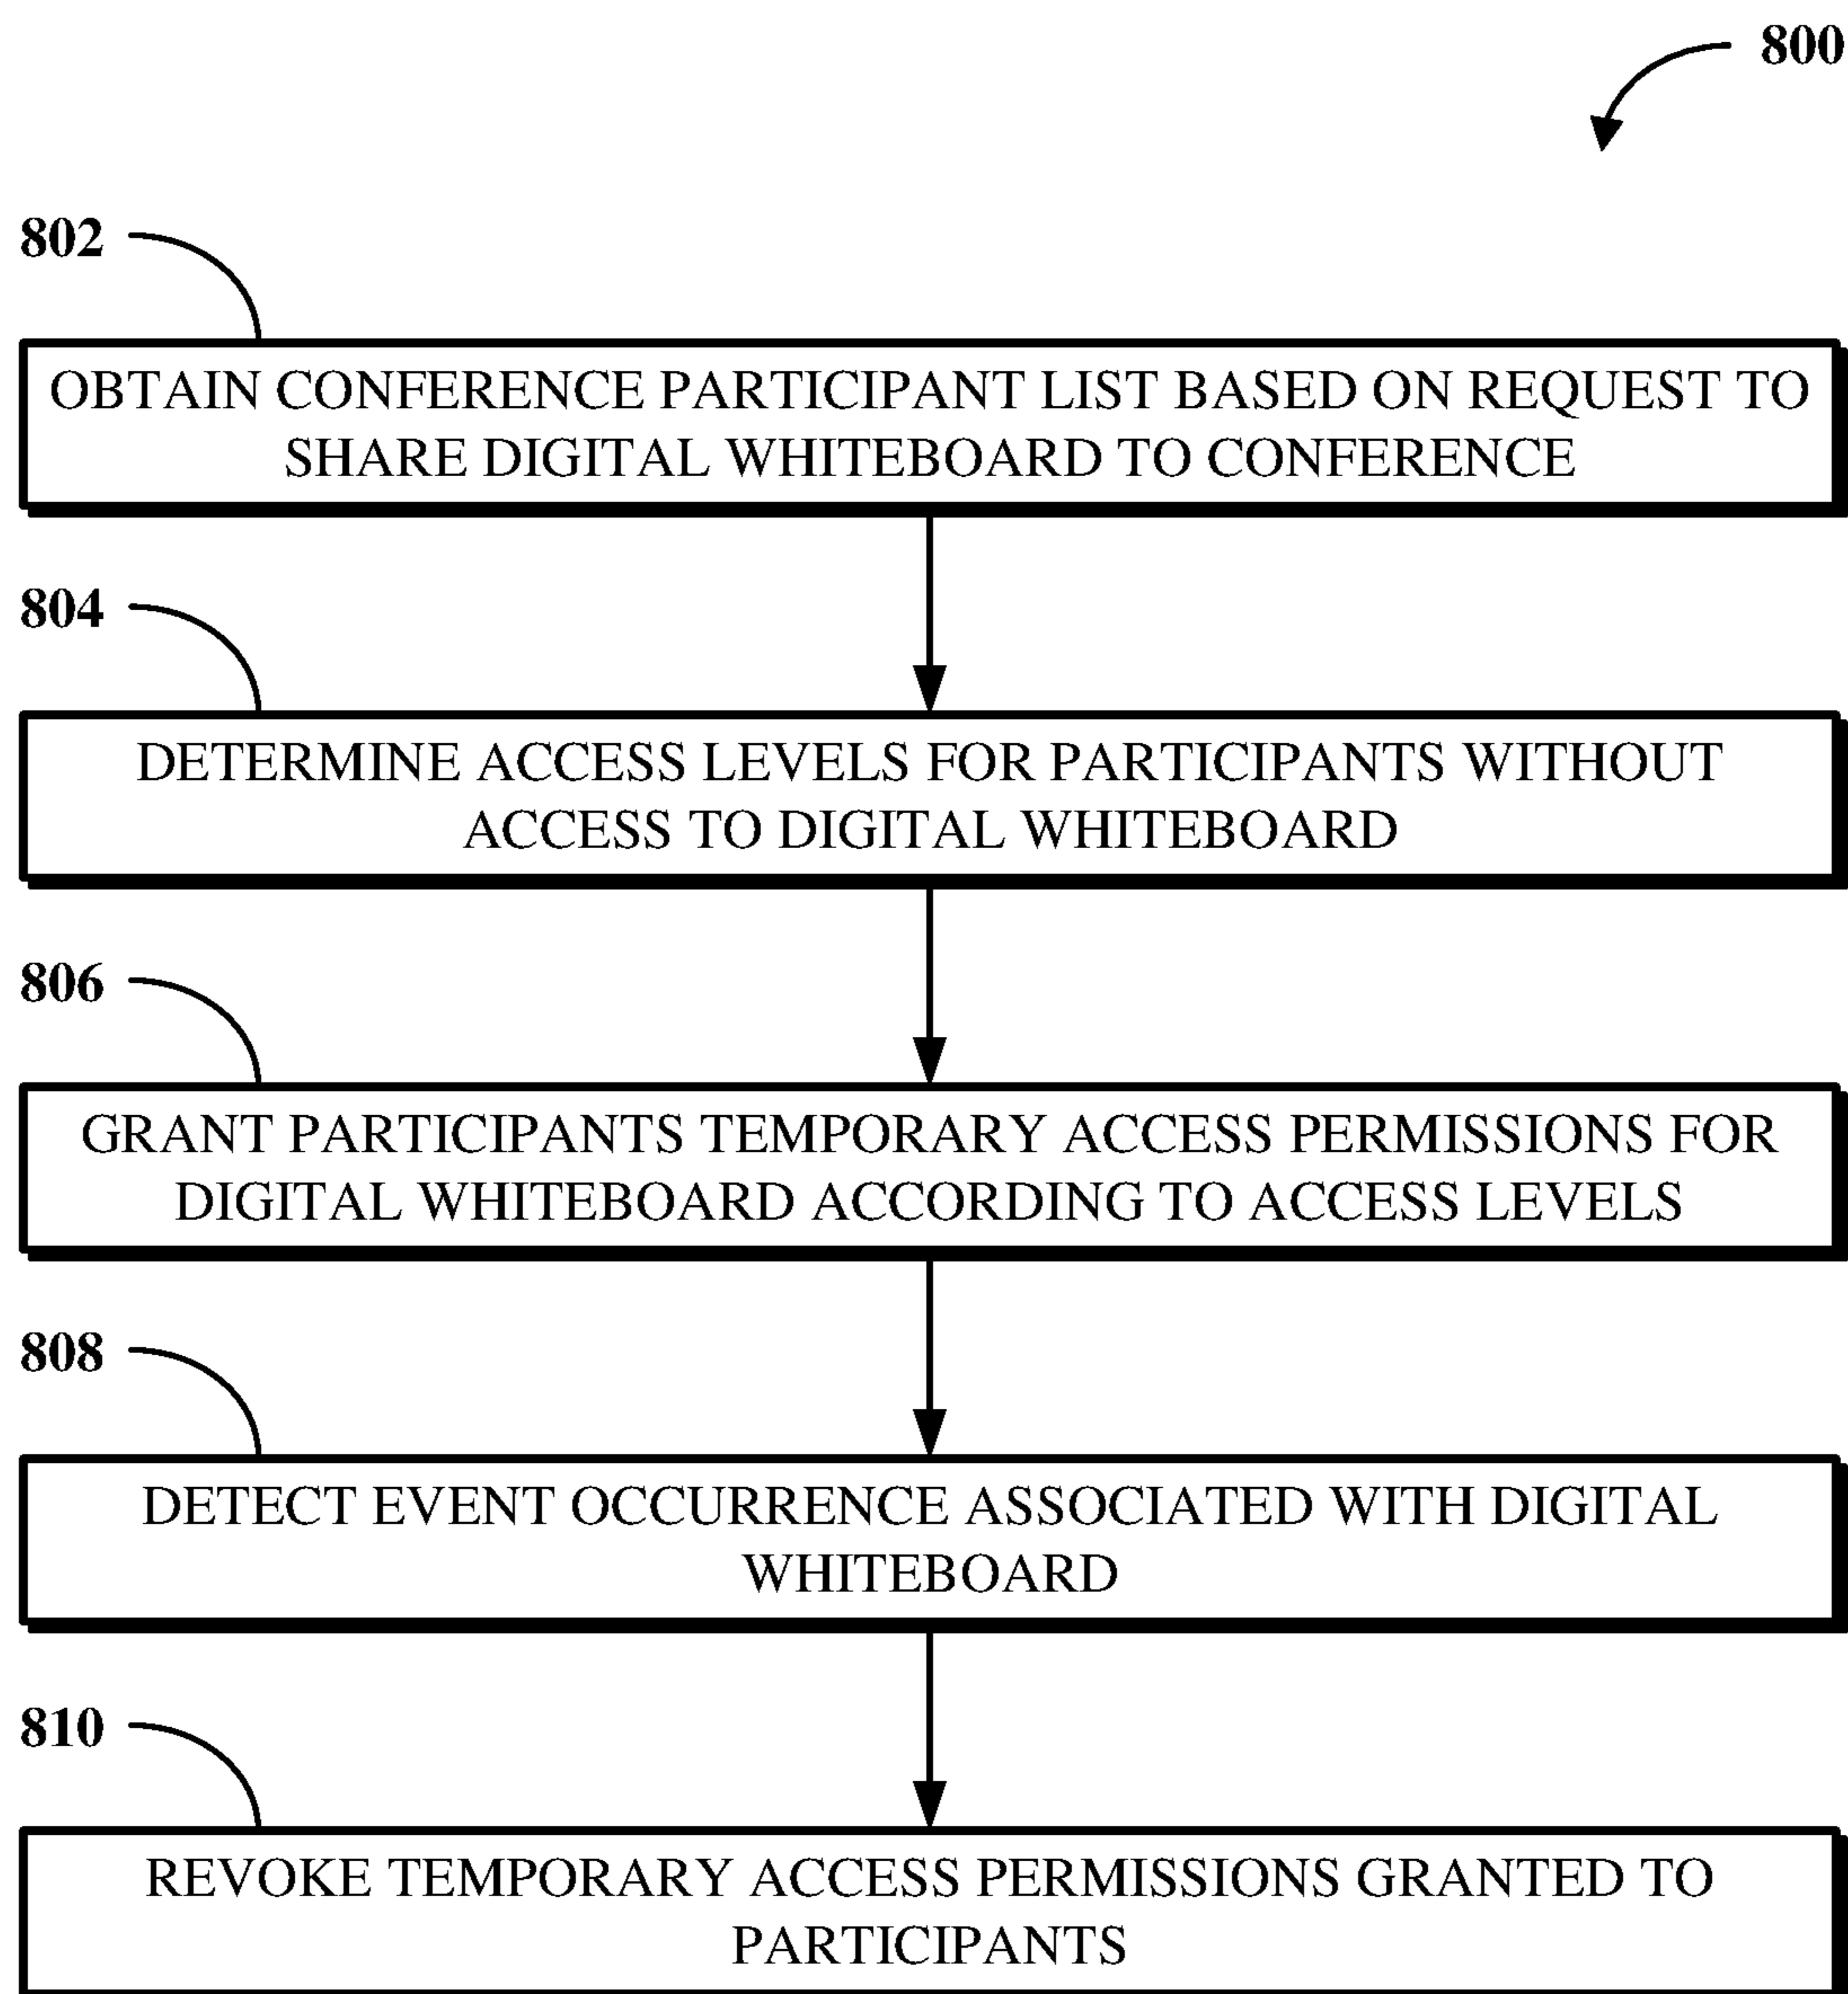 800
802
OBTAIN CONFERENCE PARTICIPANT LIST BASED ON REQUEST TO
SHARE DIGITAL WHITEBOARD TO CONFERENCE
804
DETERMINE ACCESS LEVELS FOR PARTICIPANTS WITHOUT
ACCESS TO DIGITAL WHITEBOARD
806
GRANT PARTICIPANTS TEMPORARY ACCESS PERMISSIONS FOR
DIGITAL WHITEBOARD ACCORDING TO ACCESS LEVELS
808
DETECT EVENT OCCURRENCE ASSOCIATED WITH DIGITAL
WHITEBOARD
810
REVOKE TEMPORARY ACCESS PERMISSIONS GRANTED TO
PARTICIPANTS